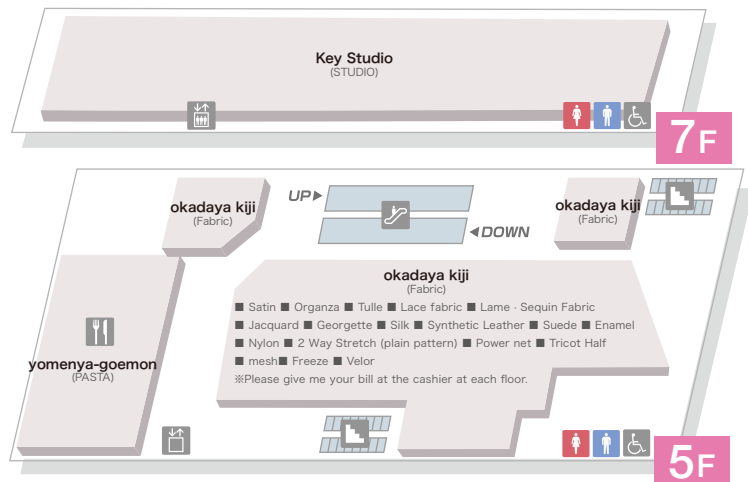 Key Studio
(STUDIO)
7F
okadaya kiji
(Fabric)
UP▶
◀DOWN
okadaya kiji
(Fabric)
okadaya kiji
(Fabric)
■ Satin ■ Organza ■ Tulle ■ Lace fabric ■ Lame · Sequin Fabric
■ Jacquard ■ Georgette ■ Silk ■ Synthetic Leather ■ Suede ■ Enamel
■ Nylon ■ 2 Way Stretch (plain pattern) ■ Power net ■ Tricot Half
■ mesh■ Freeze ■ Velor
※Please give me your bill at the cashier at each floor.
yomenya-goemon
(PASTA)
5F